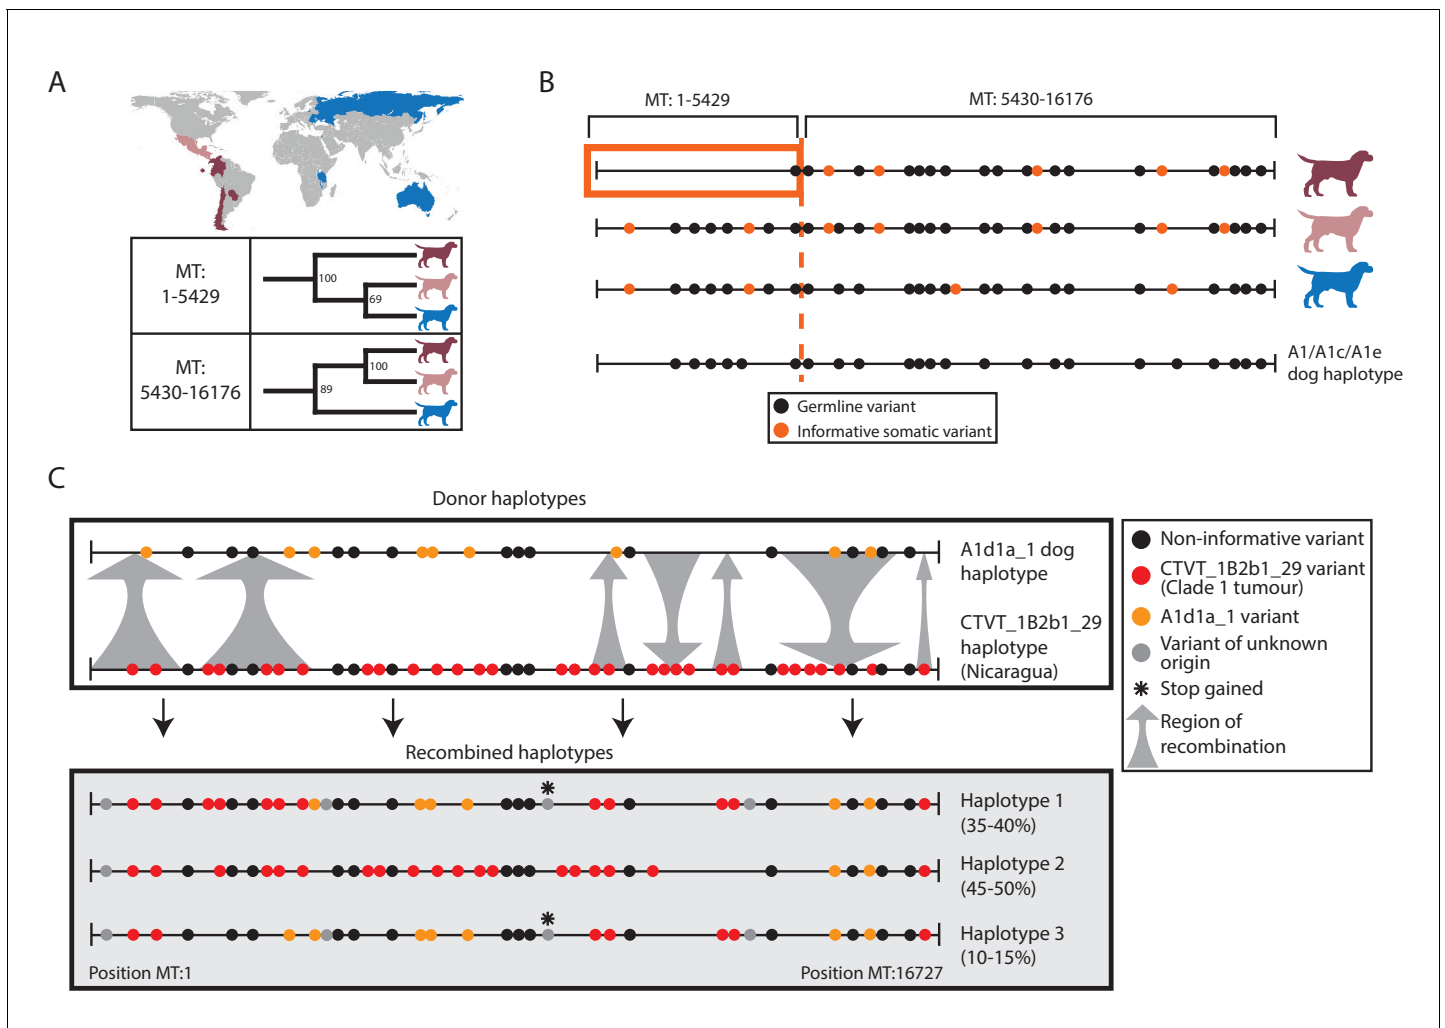 A
MT:
1-5429
100
69
MT:
5430-16176
100
89
B
MT: 1-5429
MT: 5430-16176
A1/A1c/A1e
dog haplotype
Germline variant
Informative somatic variant
C
Donor haplotypes
A1d1a_1 dog
haplotype
CTVT_1B2b1_29
haplotype
(Nicaragua)
Non-informative variant
CTVT_1B2b1_29 variant
(Clade 1 tumour)
A1d1a_1 variant
Variant of unknown
origin
Stop gained
Region of
recombination
Recombined haplotypes
Haplotype 1
(35-40%)
Haplotype 2
(45-50%)
Haplotype 3
(10-15%)
Position MT:1
Position MT:16727